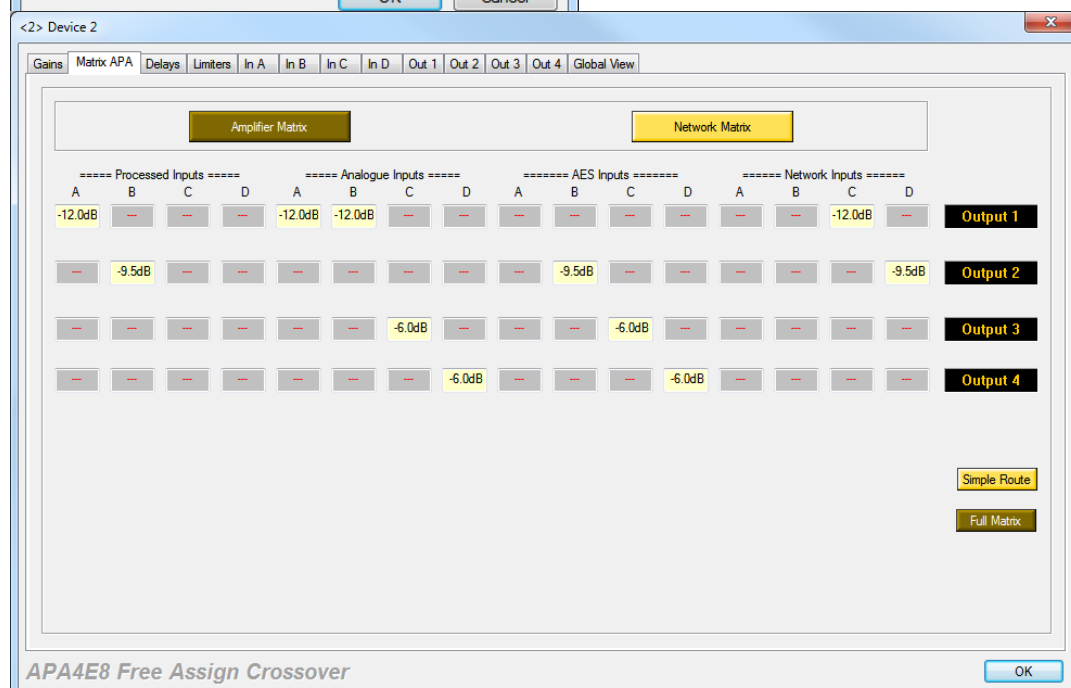 OK Cancel
<2> Device 2
Gains Matrix APA Delays Limiters In A In B In C In D Out 1 Out 2 Out 3 Out 4 Global View
Amplifier Matrix Network Matrix
===== Processed Inputs ===== ===== Analogue Inputs ===== ======= AES Inputs ======= ====== Network Inputs ======
A B C D A B C D A B C D A B C D
-12.0dB --- --- --- -12.0dB -12.0dB --- --- --- --- --- --- --- --- -12.0dB --- Output 1
--- -9.5dB --- --- --- --- --- --- --- -9.5dB --- --- --- --- --- -9.5dB Output 2
--- --- --- --- --- --- -6.0dB --- --- --- -6.0dB --- --- --- --- --- Output 3
--- --- --- --- --- --- --- -6.0dB --- --- --- -6.0dB --- --- --- --- Output 4
Simple Route
Full Matrix
APA4E8 Free Assign Crossover
OK